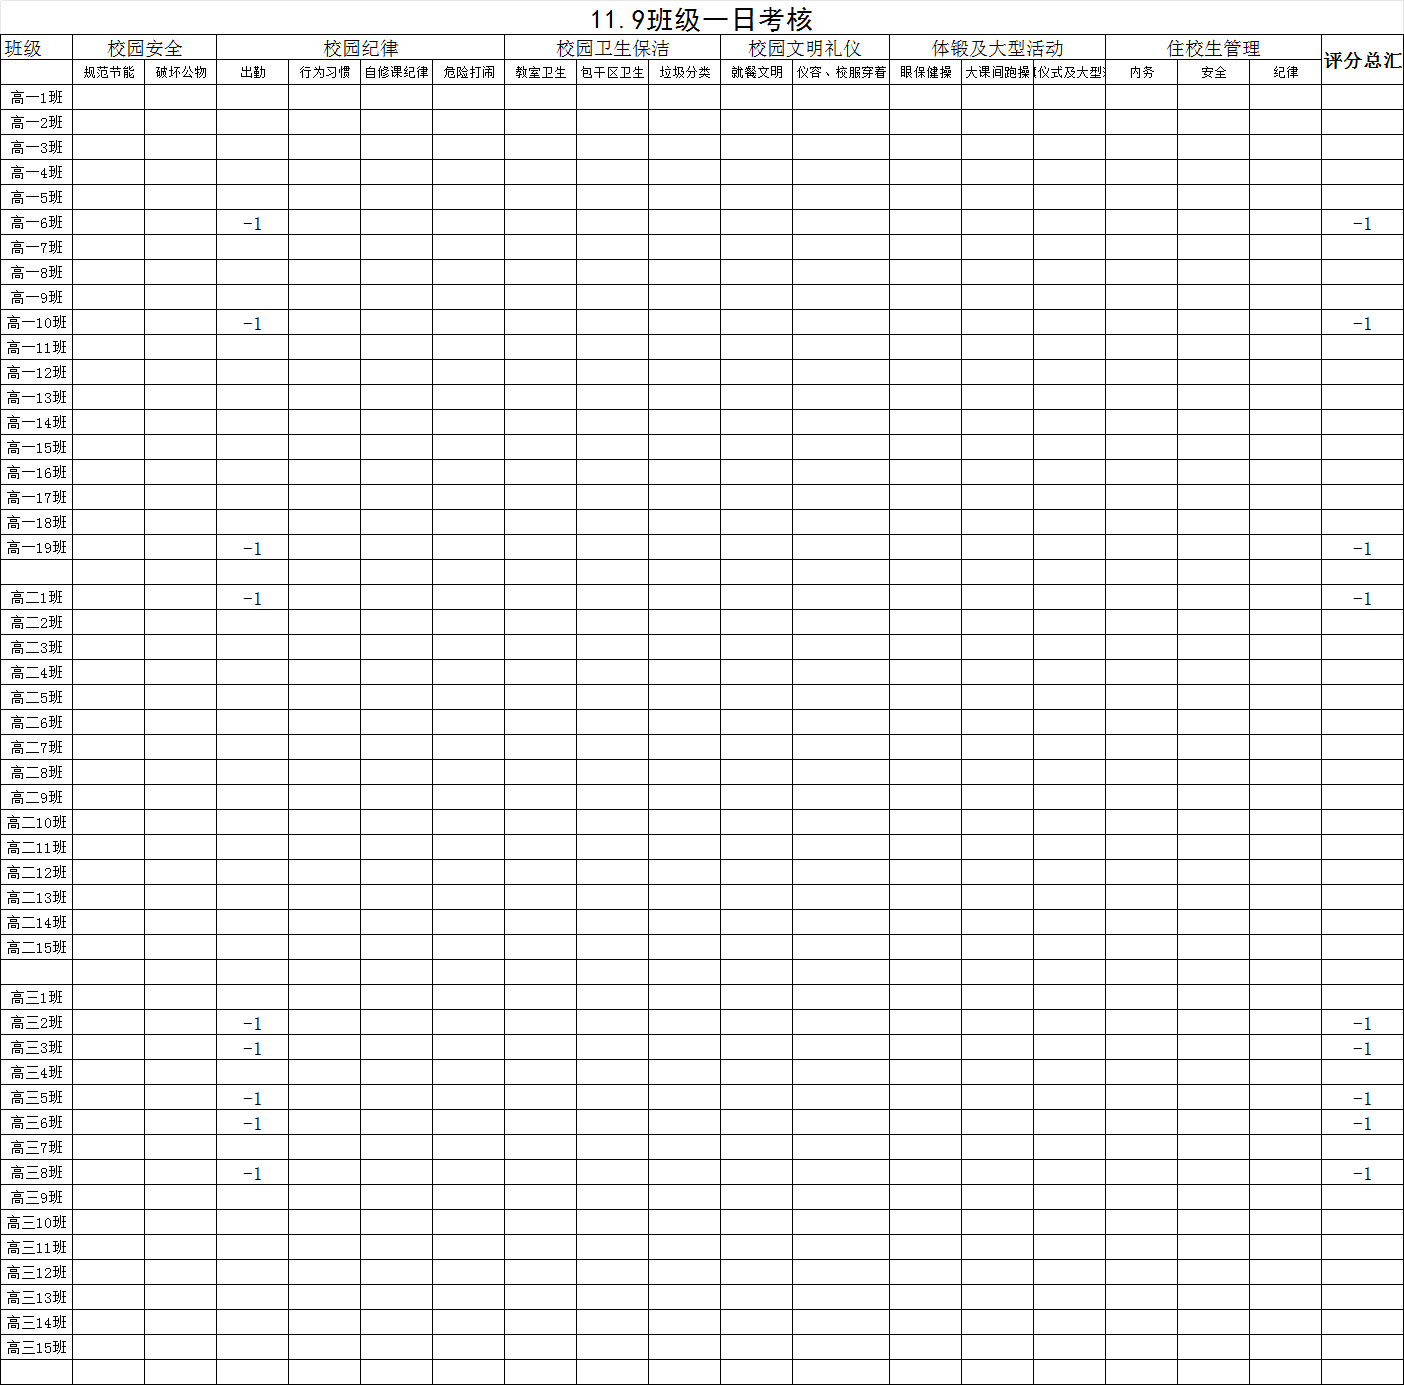 11.9班级一日考核
班级 校园安全 校园纪律 校园卫生保洁 校园文明礼仪 体锻及大型活动 住校生管理 评分总汇
规范节能 破坏公物 出勤 行为习惯 自修课纪律 危险打闹 教室卫生 包干区卫生 垃圾分类 就餐文明 仪容、校服穿着 眼保健操 大课间跑操 仪式及大型 内务 安全 纪律
高一1班
高一2班
高一3班
高一4班
高一5班
高一6班 -1 -1
高一7班
高一8班
高一9班
高一10班 -1 -1
高一11班
高一12班
高一13班
高一14班
高一15班
高一16班
高一17班
高一18班
高一19班 -1 -1
高二1班 -1 -1
高二2班
高二3班
高二4班
高二5班
高二6班
高二7班
高二8班
高二9班
高二10班
高二11班
高二12班
高二13班
高二14班
高二15班
高三1班
高三2班 -1 -1
高三3班 -1 -1
高三4班
高三5班 -1 -1
高三6班 -1 -1
高三7班
高三8班 -1 -1
高三9班
高三10班
高三11班
高三12班
高三13班
高三14班
高三15班